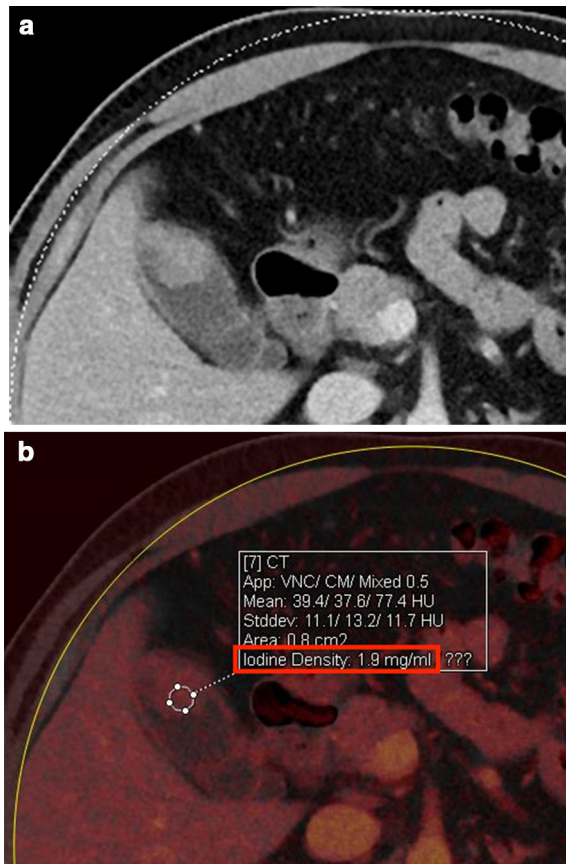 a
b
[7] CT
App: VNC/ CM/ Mixed 0.5
Mean: 39.4/ 37.6/ 77.4 HU
Stddev: 11.1/ 13.2/ 11.7 HU
Area: 0.8 cm2
Iodine Density: 1.9 mg/ml ???